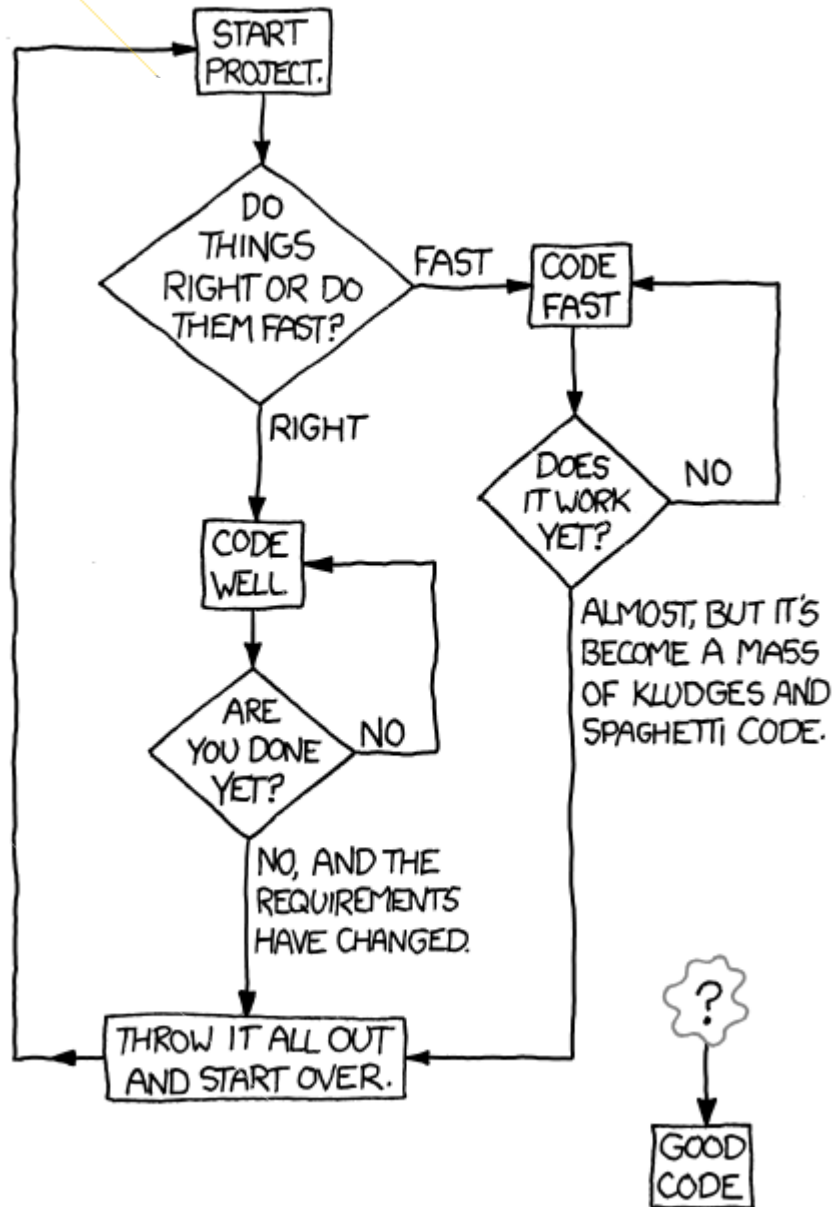 START
PROJECT.
DO
THINGS
RIGHT OR DO
THEM FAST?
FAST
CODE
FAST
RIGHT
DOES
IT WORK
YET?
NO
CODE
WELL.
ALMOST, BUT IT'S
BECOME A MASS
OF KLUDGES AND
SPAGHETTI CODE.
ARE
YOU DONE
YET?
NO
NO, AND THE
REQUIREMENTS
HAVE CHANGED.
THROW IT ALL OUT
AND START OVER.
?
GOOD
CODE